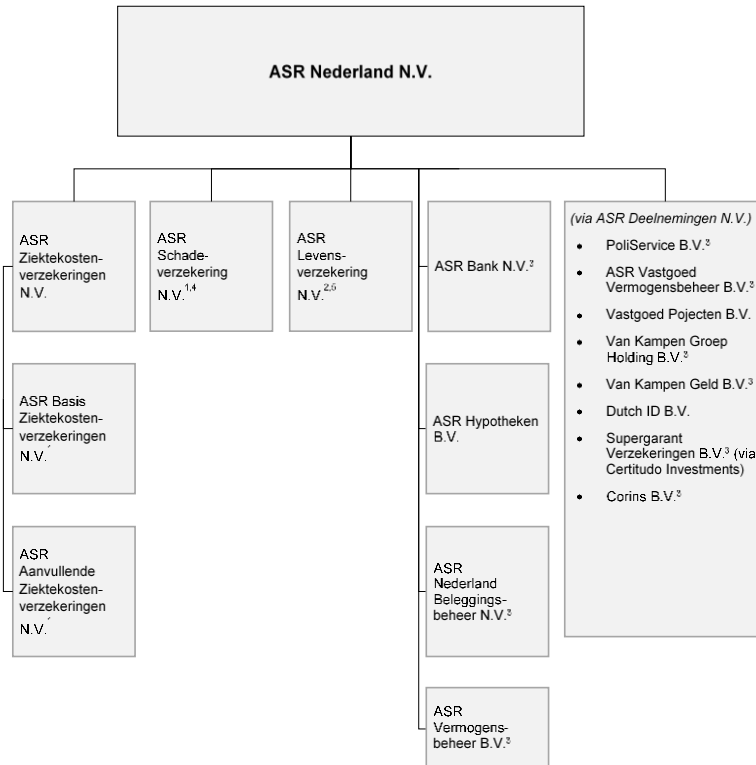 ASR Nederland N.V.
ASR
Ziektekosten-
verzekeringen
N.V.
ASR Basis
Ziektekosten-
verzekeringen
N.V.
ASR
Aanvullende
Ziektekosten-
verzekeringen
N.V.
ASR
Schade-
verzekering
N.V.¹,⁴
ASR
Levens-
verzekering
N.V.²,⁵
ASR Bank N.V.³
ASR Hypotheken
B.V.
ASR
Nederland
Beleggings-
beheer N.V.³
ASR
Vermogens-
beheer B.V.³
(via ASR Deelnemingen N.V.)
• PoliService B.V.³
• ASR Vastgoed
Vermogensbeheer B.V.³
• Vastgoed Pojecten B.V.
• Van Kampen Groep
Holding B.V.³
• Van Kampen Geld B.V.³
• Dutch ID B.V.
• Supergarant
Verzekeringen B.V.³ (via
Certitudo Investments)
• Corins B.V.³